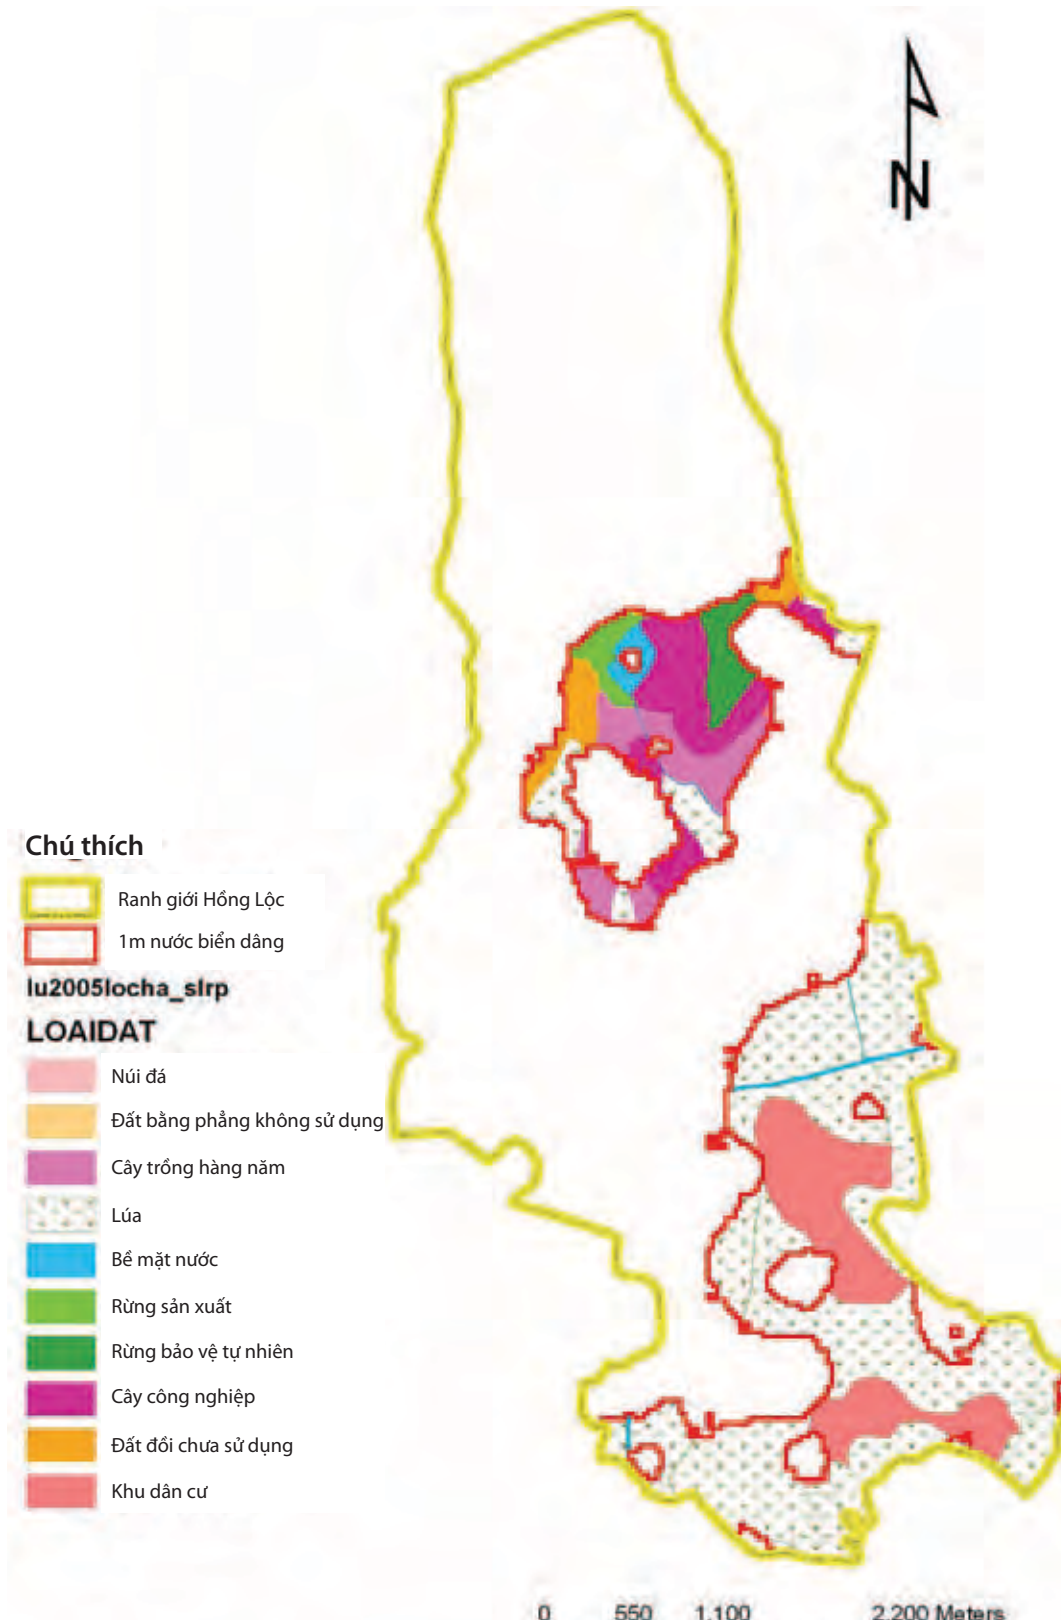 N
Chú thích
Ranh giới Hồng Lộc
1m nước biển dâng
lu2005locha_slrp
LOAIDAT
Núi đá
Đất bằng phẳng không sử dụng
Cây trồng hàng năm
Lúa
Bề mặt nước
Rừng sản xuất
Rừng bảo vệ tự nhiên
Cây công nghiệp
Đất đồi chưa sử dụng
Khu dân cư
0 550 1.100 2.200 Meters